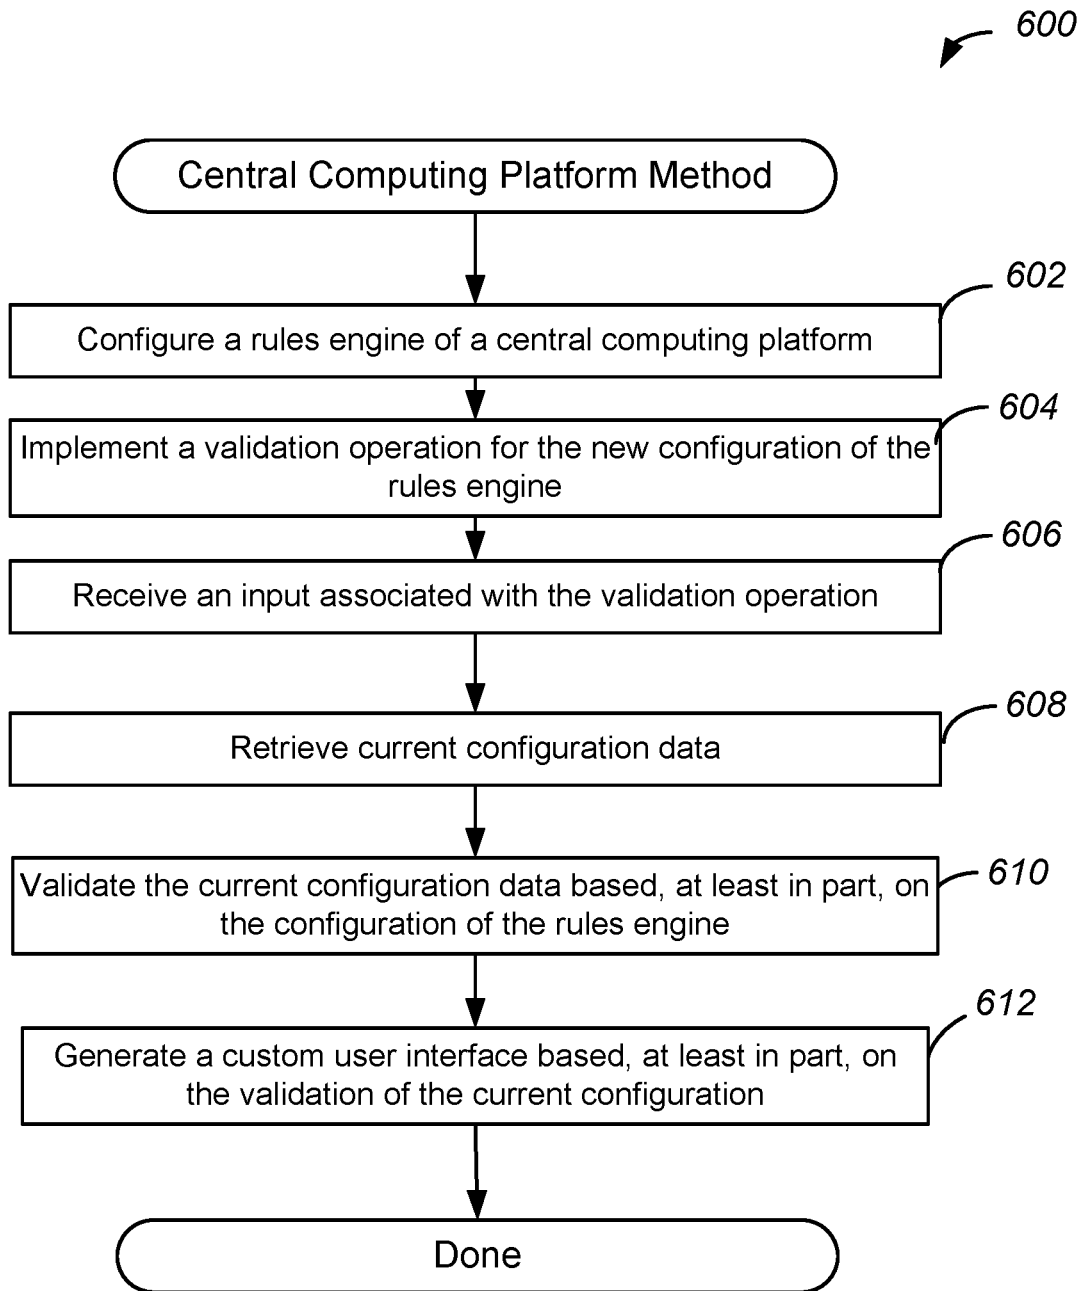 600
Central Computing Platform Method
602
Configure a rules engine of a central computing platform
604
Implement a validation operation for the new configuration of the
rules engine
606
Receive an input associated with the validation operation
608
Retrieve current configuration data
610
Validate the current configuration data based, at least in part, on
the configuration of the rules engine
612
Generate a custom user interface based, at least in part, on
the validation of the current configuration
Done